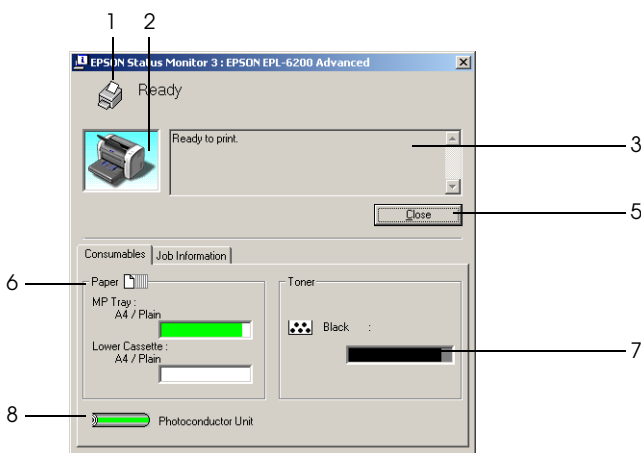 1 2
EPSON Status Monitor 3 : EPSON EPL-6200 Advanced
Ready
Ready to print.
3
Close
5
Consumables Job Information
6
Paper
MP Tray :
A4 / Plain
Lower Cassette :
A4 / Plain
Toner
Black :
7
8
Photoconductor Unit